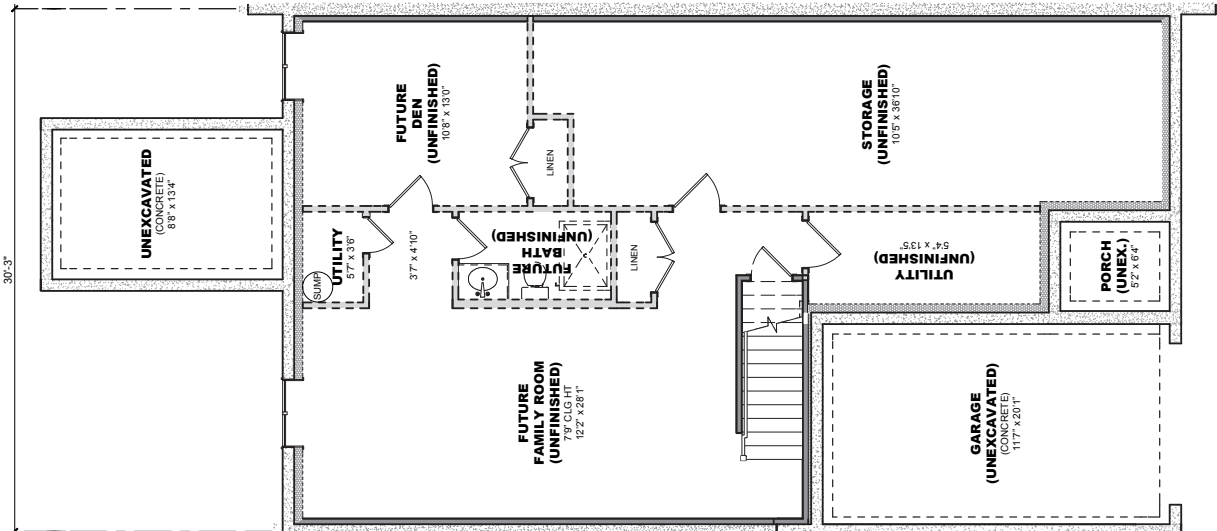 30'-3"
UNEXCAVATED
(CONCRETE)
8'8" x 13'4"
FUTURE
DEN
(UNFINISHED)
10'8" x 13'0"
LINEN
STORAGE
(UNFINISHED)
10'5" x 36'10"
SUMP
UTILITY
5'7" x 3'6"
3'7" x 4'10"
FUTURE
BATH
(UNFINISHED)
LINEN
UTILITY
(UNFINISHED)
5'4" x 13'5"
PORCH
(UNEX.)
5'2" x 6'4"
FUTURE
FAMILY ROOM
(UNFINISHED)
7'9" CLG HT
12'2" x 28'1"
GARAGE
(UNEXCAVATED)
(CONCRETE)
11'7" x 20'1"